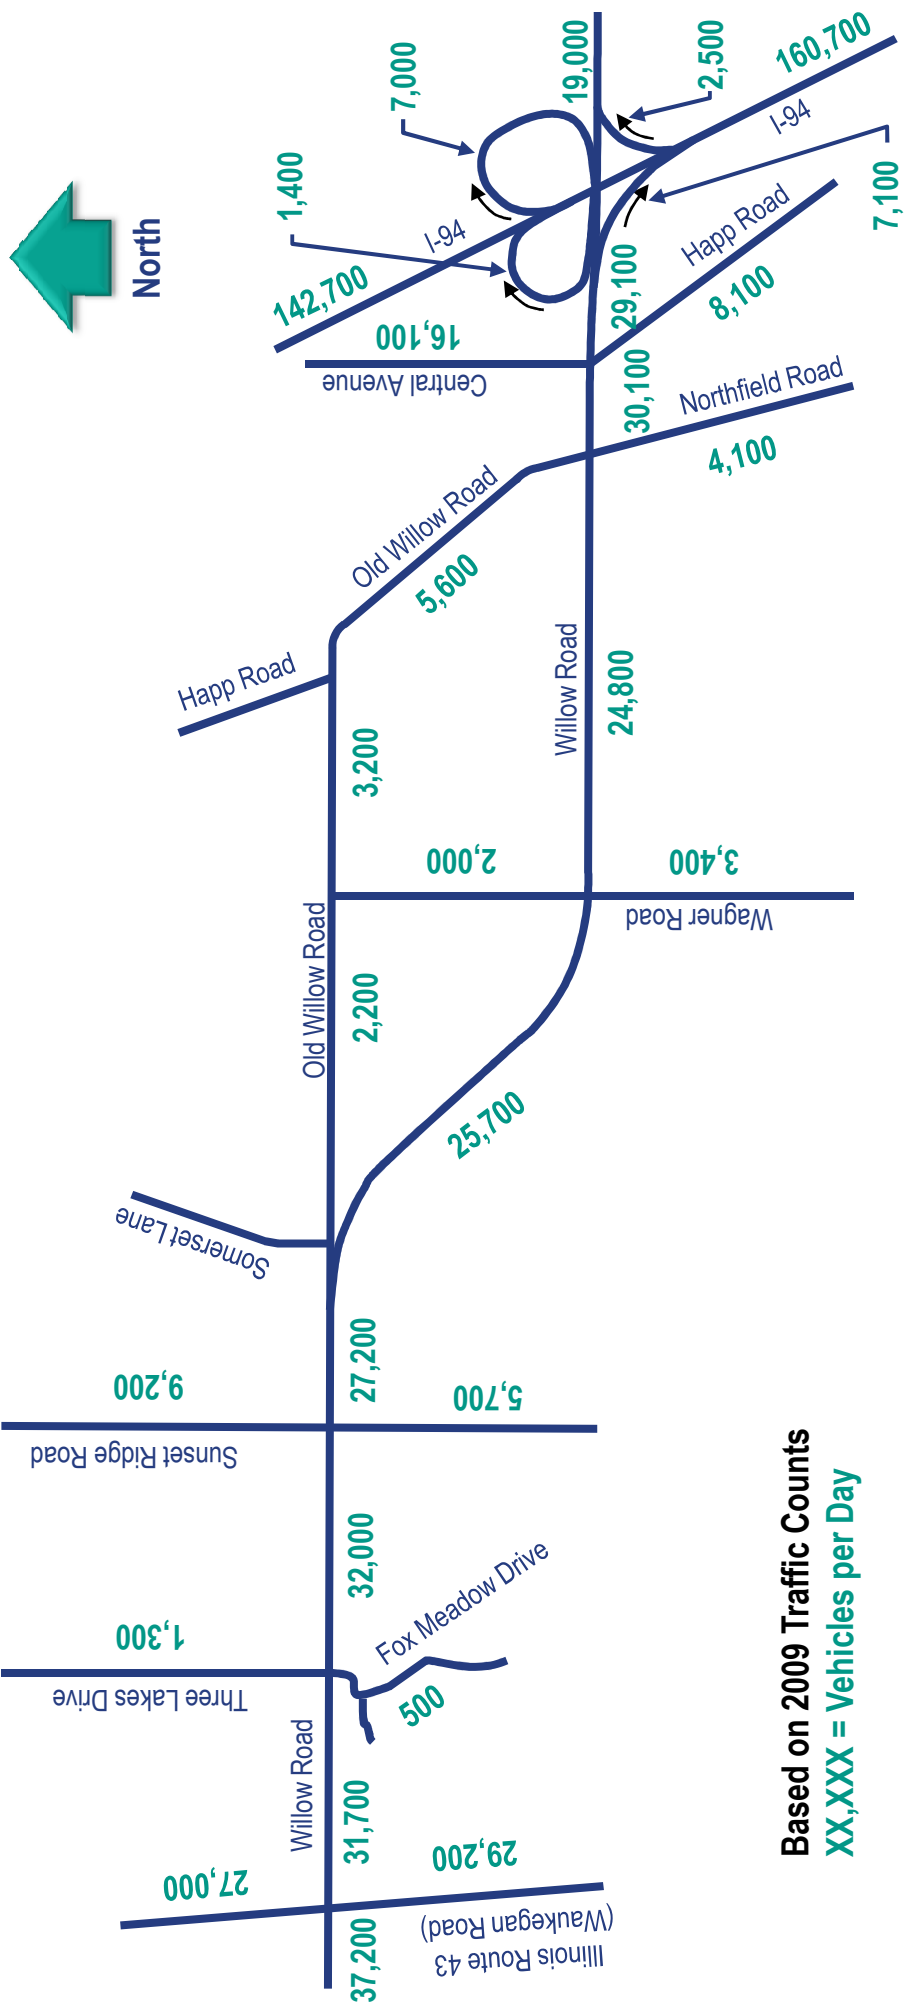 North
37,200
Illinois Route 43
(Waukegan Road)
27,000
29,200
Willow Road
31,700
Three Lakes Drive
1,300
Fox Meadow Drive
500
32,000
Sunset Ridge Road
9,200
5,700
27,200
Somerset Lane
25,700
Old Willow Road
2,200
Wagner Road
2,000
3,400
3,200
Happ Road
Old Willow Road
5,600
Willow Road
24,800
Northfield Road
4,100
30,100
Central Avenue
16,100
Happ Road
8,100
29,100
142,700
I-94
1,400
7,000
19,000
2,500
7,100
I-94
160,700
Based on 2009 Traffic Counts
XX,XXX = Vehicles per Day